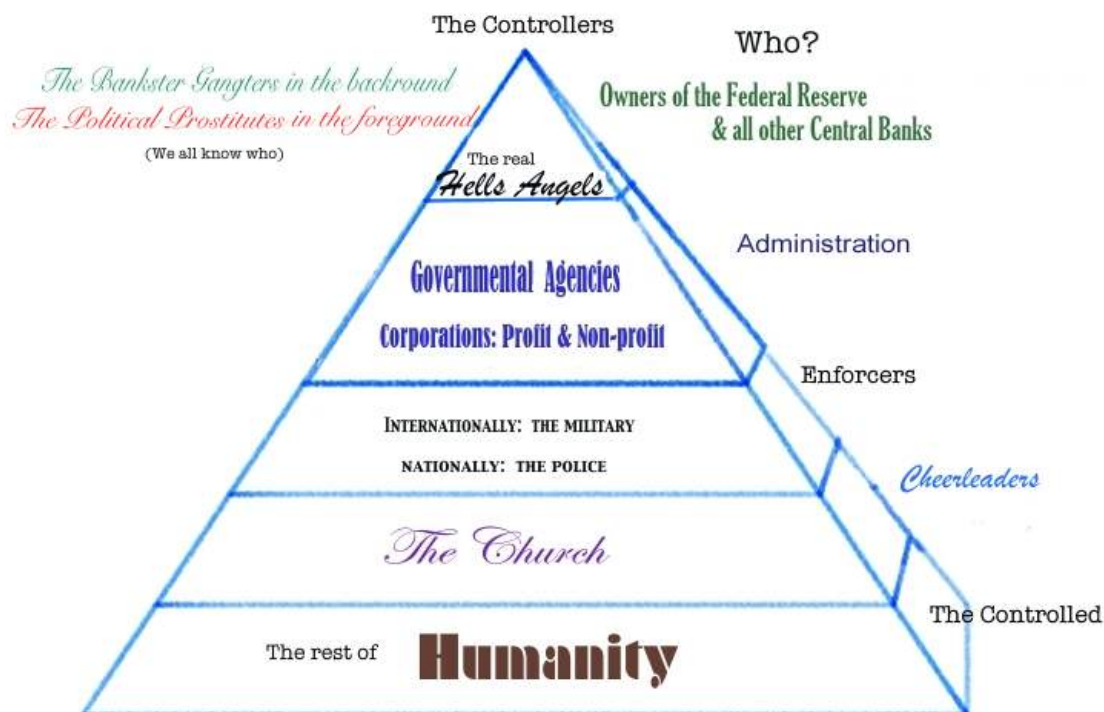 The Controllers
Who?
The Bankster Gangters in the backround
The Political Prostitutes in the foreground
(We all know who)
Owners of the Federal Reserve
& all other Central Banks
The real
Hells Angels
Administration
Governmental Agencies
Corporations: Profit & Non-profit
Enforcers
INTERNATIONALLY: THE MILITARY
NATIONALLY: THE POLICE
Cheerleaders
The Church
The Controlled
The rest of Humanity